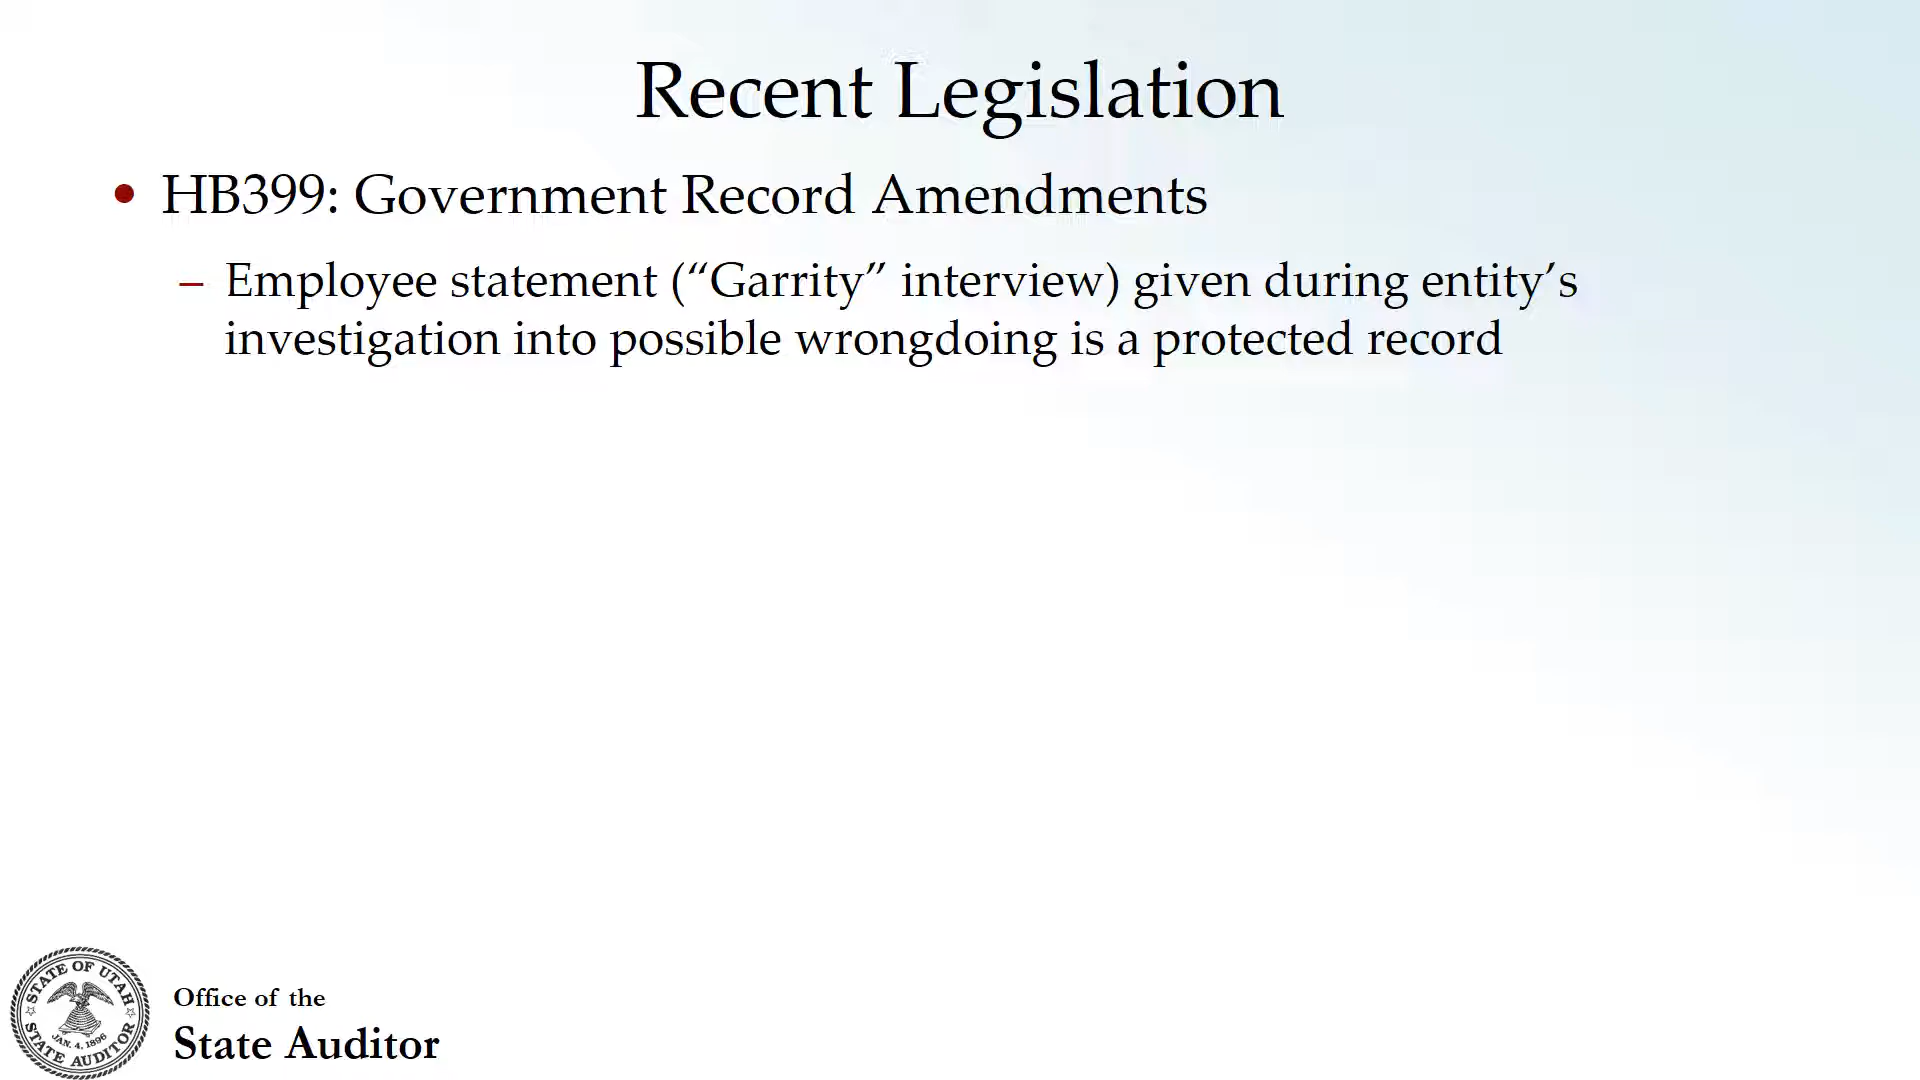 Recent Legislation
• HB399: Government Record Amendments
– Employee statement (“Garrity” interview) given during entity’s
investigation into possible wrongdoing is a protected record
STATE OF UTAH
JAN. 4. 1896
STATE AUDITOR
Office of the
State Auditor